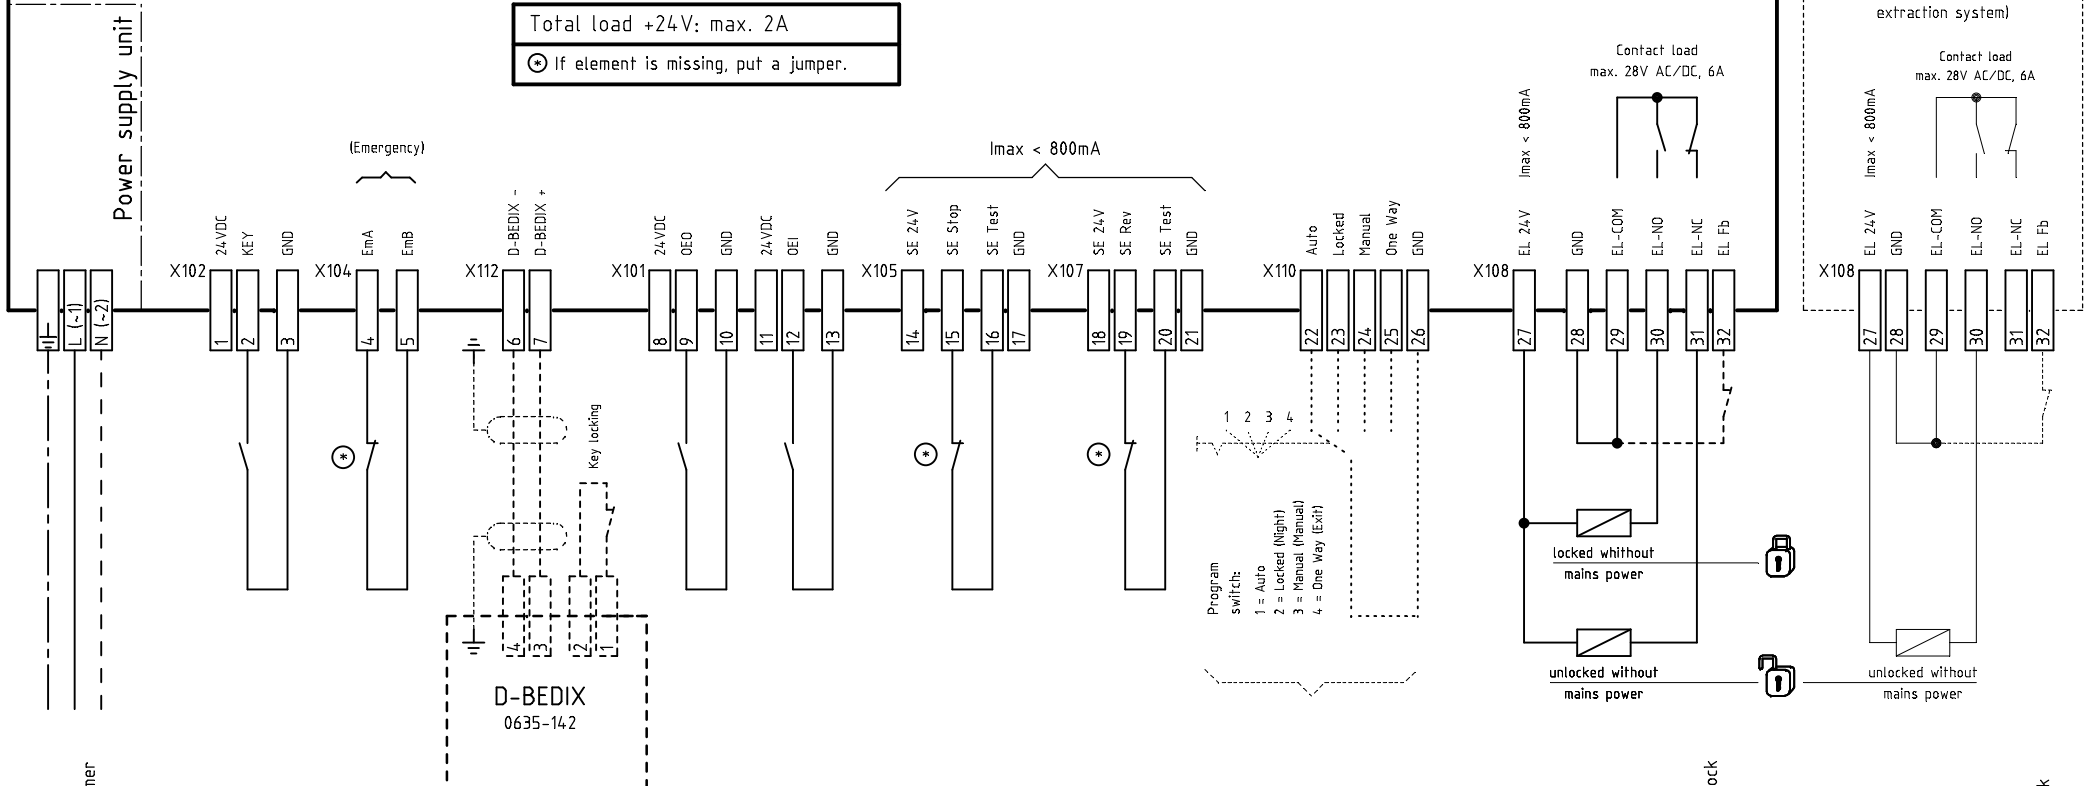 Total load +24V: max. 2A
* If element is missing, put a jumper.
extraction system)
Power supply unit
Contact load
max. 28V AC/DC, 6A
Contact load
max. 28V AC/DC, 6A
(Emergency)
Imax < 800mA
Imax < 800mA
Imax < 800mA
24VDC
KEY
GND
EmA
EmB
D-BEDIX -
D-BEDIX +
24VDC
OEO
GND
24VDC
OEI
GND
SE 24V
SE Stop
SE Test
GND
SE 24V
SE Rev
SE Test
GND
Auto
Locked
Manual
One Way
GND
EL 24V
GND
EL-COM
EL-NO
EL-NC
EL Fb
EL 24V
GND
EL-COM
EL-NO
EL-NC
EL Fb
X102
X104
X112
X101
X105
X107
X110
X108
X108
L (~1)
N (~2)
1
2
3
4
5
6
7
8
9
10
11
12
13
14
15
16
17
18
19
20
21
22
23
24
25
26
27
28
29
30
31
32
27
28
29
30
31
32
1 2 3 4
Key locking
*
*
*
Program
switch:
1 = Auto
2 = Locked (Night)
3 = Manual (Manual)
4 = One Way (Exit)
locked whithout
mains power
unlocked without
mains power
unlocked without
mains power
4
3
2
1
D-BEDIX
0635-142